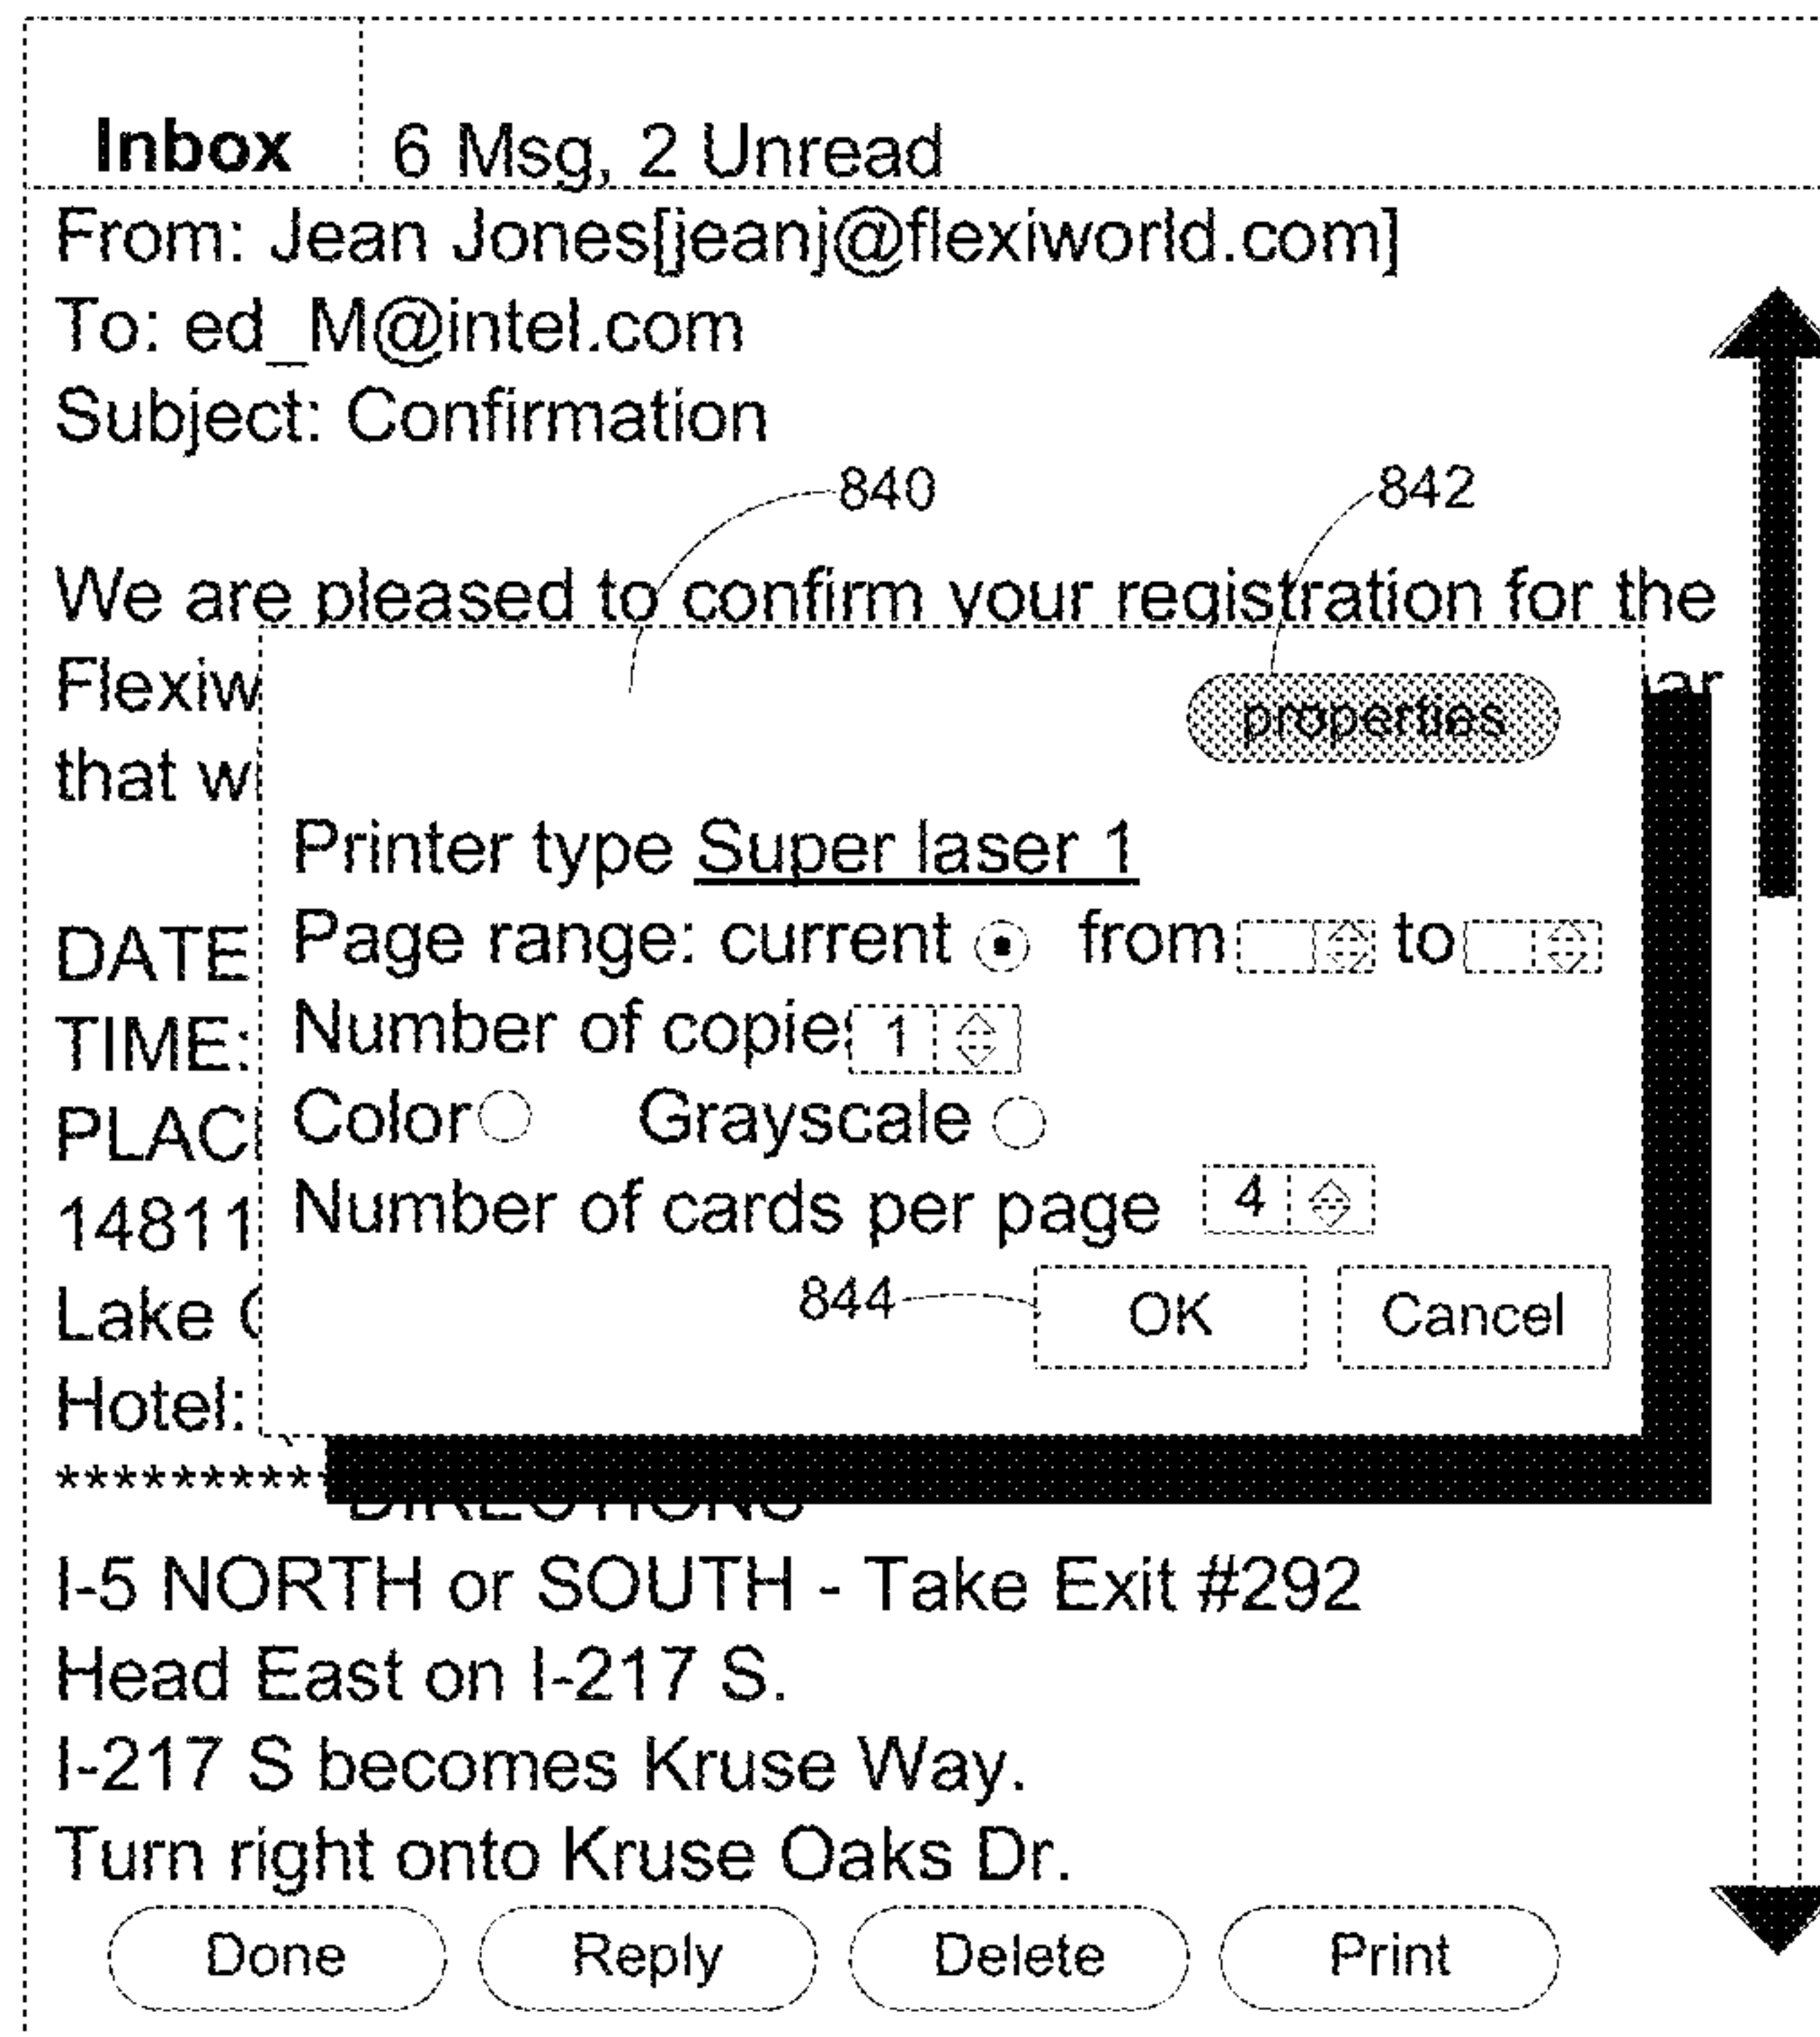 Inbox 6 Msg, 2 Unread
From: Jean Jones[jeanj@flexiworld.com]
To: ed_M@intel.com
Subject: Confirmation
840 842
We are pleased to confirm your registration for the
Flexiw ar
properties
that w
Printer type Super laser 1
DATE Page range: current from to
TIME: Number of copie 1
PLAC Color Grayscale
14811 Number of cards per page 4
Lake 844 OK Cancel
Hotel:
*********
DIRECTIONS
I-5 NORTH or SOUTH - Take Exit #292
Head East on I-217 S.
I-217 S becomes Kruse Way.
Turn right onto Kruse Oaks Dr.
Done Reply Delete Print